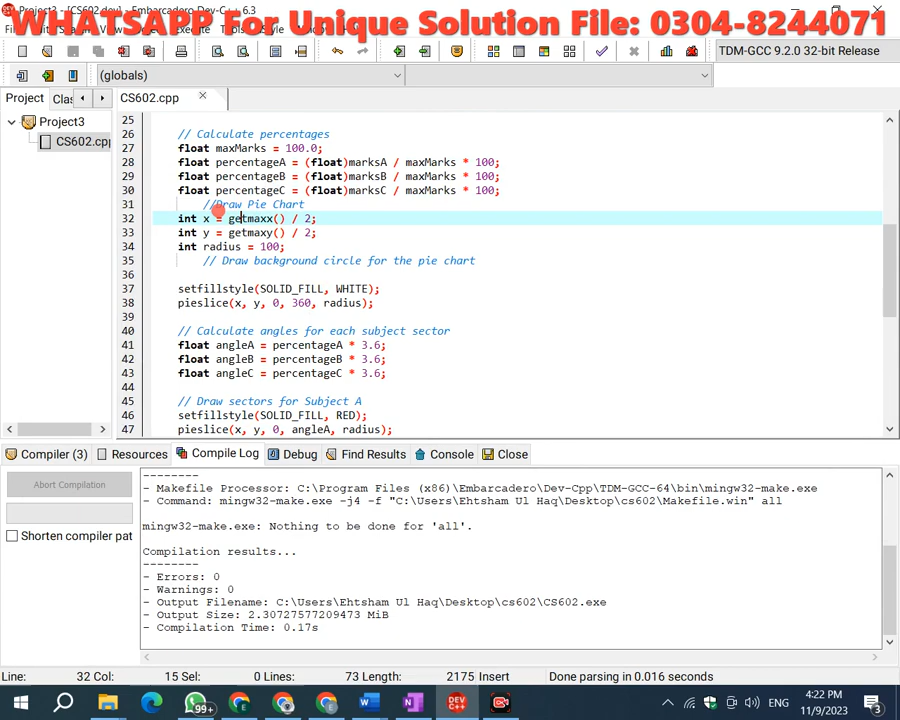 WHATSAPP For Unique Solution File: 0304-8244071
Project3 - [CS602.dev] - Embarcadero Dev-C++ 6.3
TDM-GCC 9.2.0 32-bit Release
(globals)
Project
Clas
CS602.cpp
Project3
CS602.cpp
25
26 // Calculate percentages
27 float maxMarks = 100.0;
28 float percentageA = (float)marksA / maxMarks * 100;
29 float percentageB = (float)marksB / maxMarks * 100;
30 float percentageC = (float)marksC / maxMarks * 100;
31 //Draw Pie Chart
32 int x = getmaxx() / 2;
33 int y = getmaxy() / 2;
34 int radius = 100;
35 // Draw background circle for the pie chart
36
37 setfillstyle(SOLID_FILL, WHITE);
38 pieslice(x, y, 0, 360, radius);
39
40 // Calculate angles for each subject sector
41 float angleA = percentageA * 3.6;
42 float angleB = percentageB * 3.6;
43 float angleC = percentageC * 3.6;
44
45 // Draw sectors for Subject A
46 setfillstyle(SOLID_FILL, RED);
47 pieslice(x, y, 0, angleA, radius);
Compiler (3) Resources Compile Log Debug Find Results Console Close
Abort Compilation
Shorten compiler pat
--------
- Makefile Processor: C:\Program Files (x86)\Embarcadero\Dev-Cpp\TDM-GCC-64\bin\mingw32-make.exe
- Command: mingw32-make.exe -j4 -f "C:\Users\Ehtsham Ul Haq\Desktop\cs602\Makefile.win" all
mingw32-make.exe: Nothing to be done for 'all'.
Compilation results...
--------
- Errors: 0
- Warnings: 0
- Output Filename: C:\Users\Ehtsham Ul Haq\Desktop\cs602\CS602.exe
- Output Size: 2.30727577209473 MiB
- Compilation Time: 0.17s
Line: 32 Col: 15 Sel: 0 Lines: 73 Length: 2175 Insert Done parsing in 0.016 seconds
99+
ENG
4:22 PM
11/9/2023
3